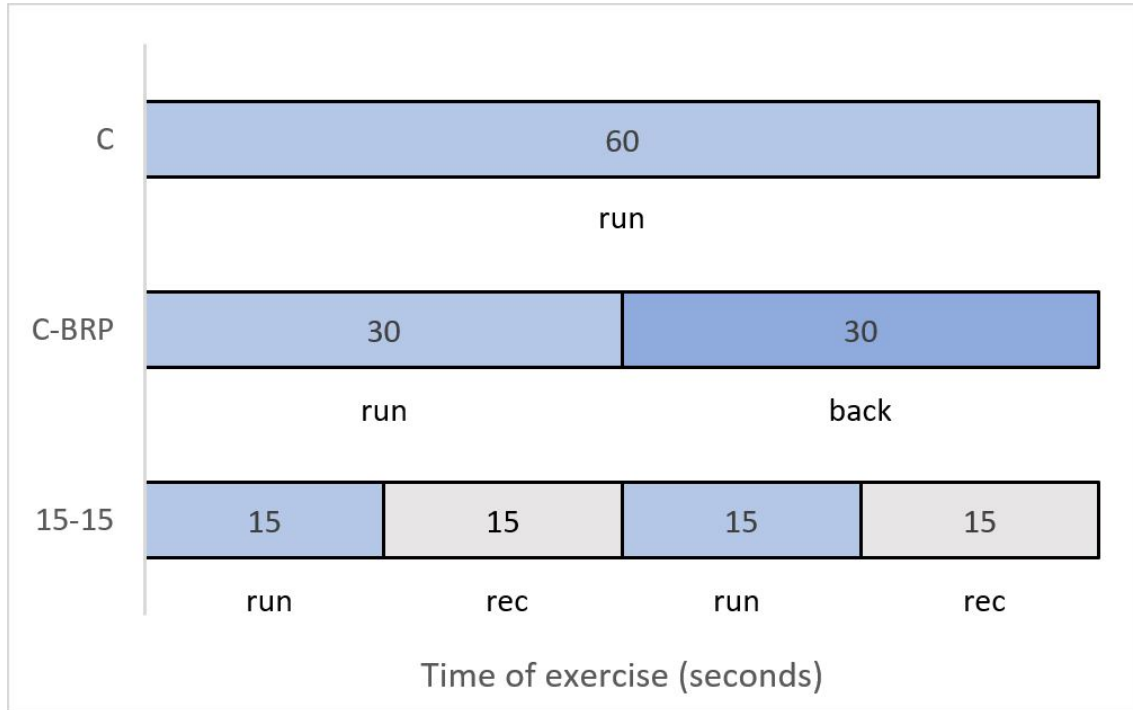 C
60
run
C-BRP
30 30
run back
15-15
15 15 15 15
run rec run rec
Time of exercise (seconds)